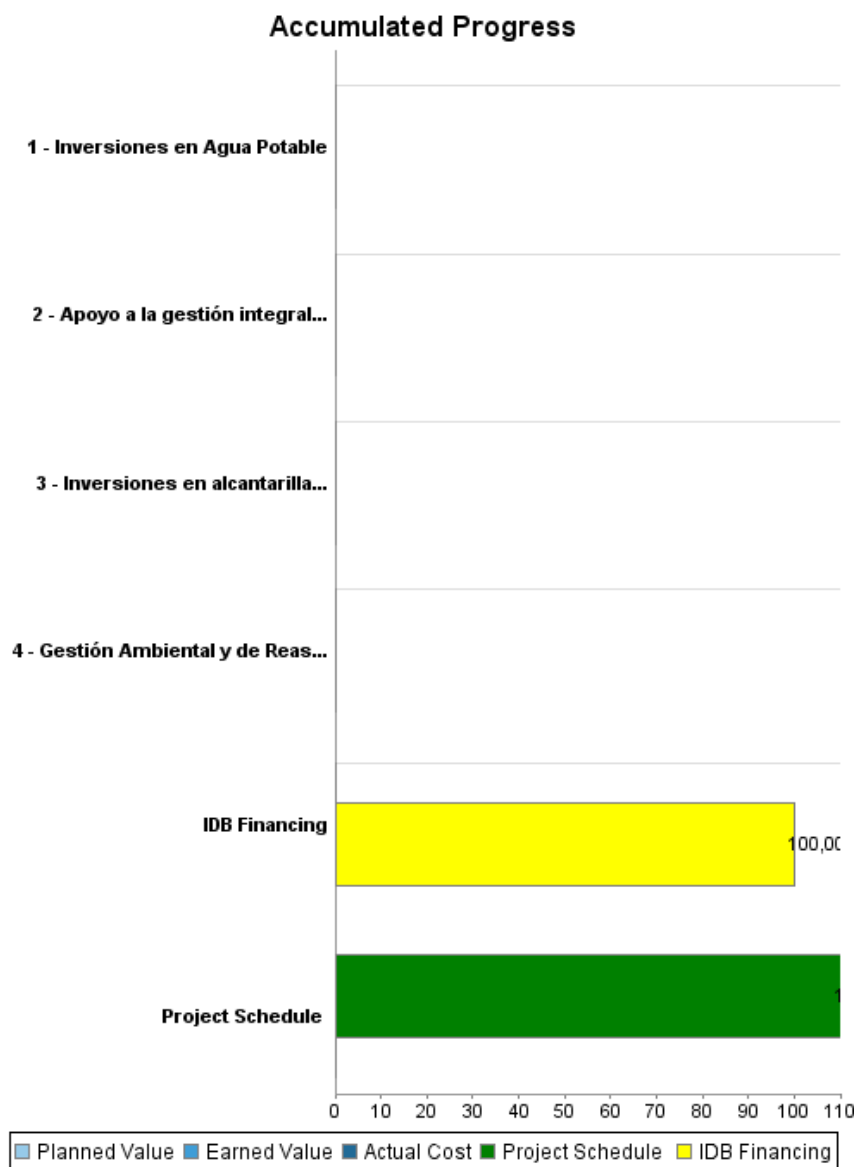 Accumulated Progress
1 - Inversiones en Agua Potable
2 - Apoyo a la gestión integral...
3 - Inversiones en alcantarilla...
4 - Gestión Ambiental y de Reas...
IDB Financing
100,00
Project Schedule
1
0 10 20 30 40 50 60 70 80 90 100 110
Planned Value Earned Value Actual Cost Project Schedule IDB Financing